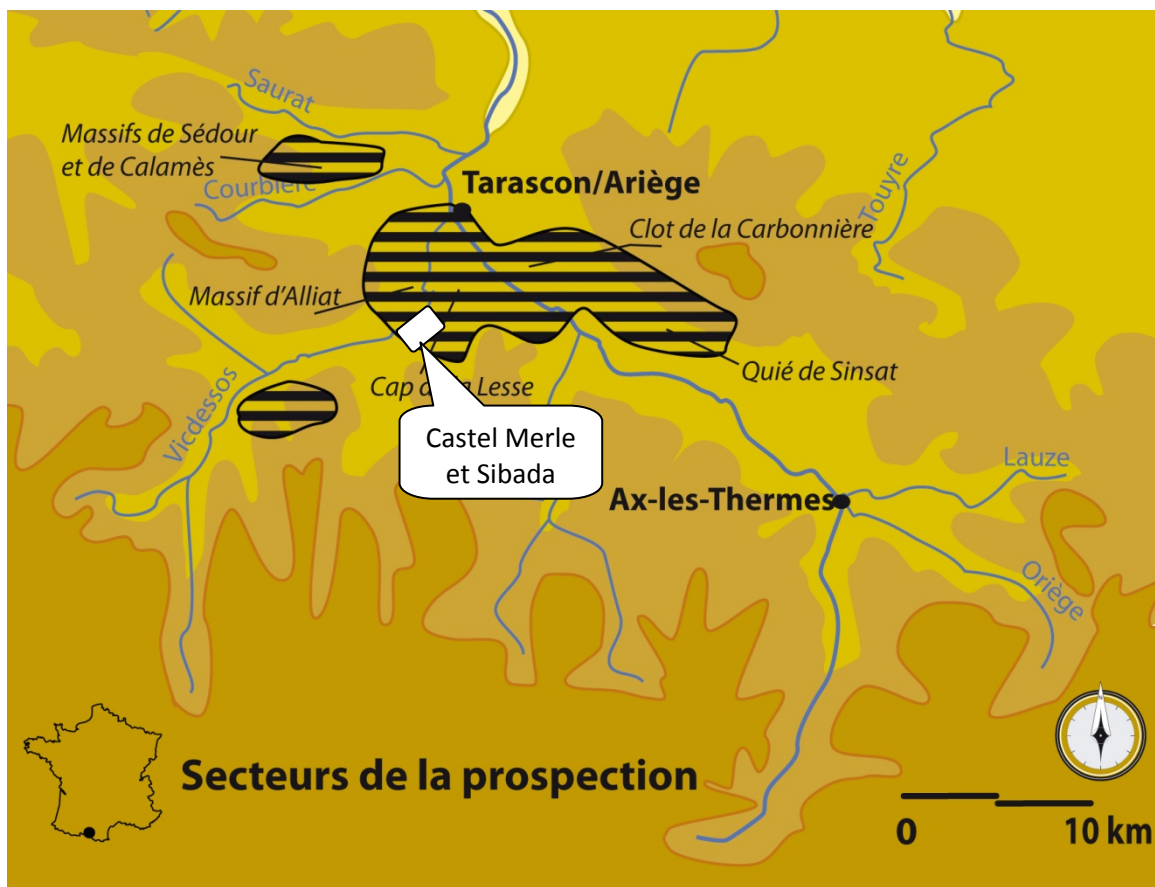 Saurat
Massifs de Sédour
et de Calamès
Courbière
Tarascon/Ariège
Touyre
Clot de la Carbonnière
Massif d'Alliat
Quié de Sinsat
Cap de la Lesse
Vicdessos
Castel Merle
et Sibada
Lauze
Ax-les-Thermes
Oriège
Secteurs de la prospection
0
10 km